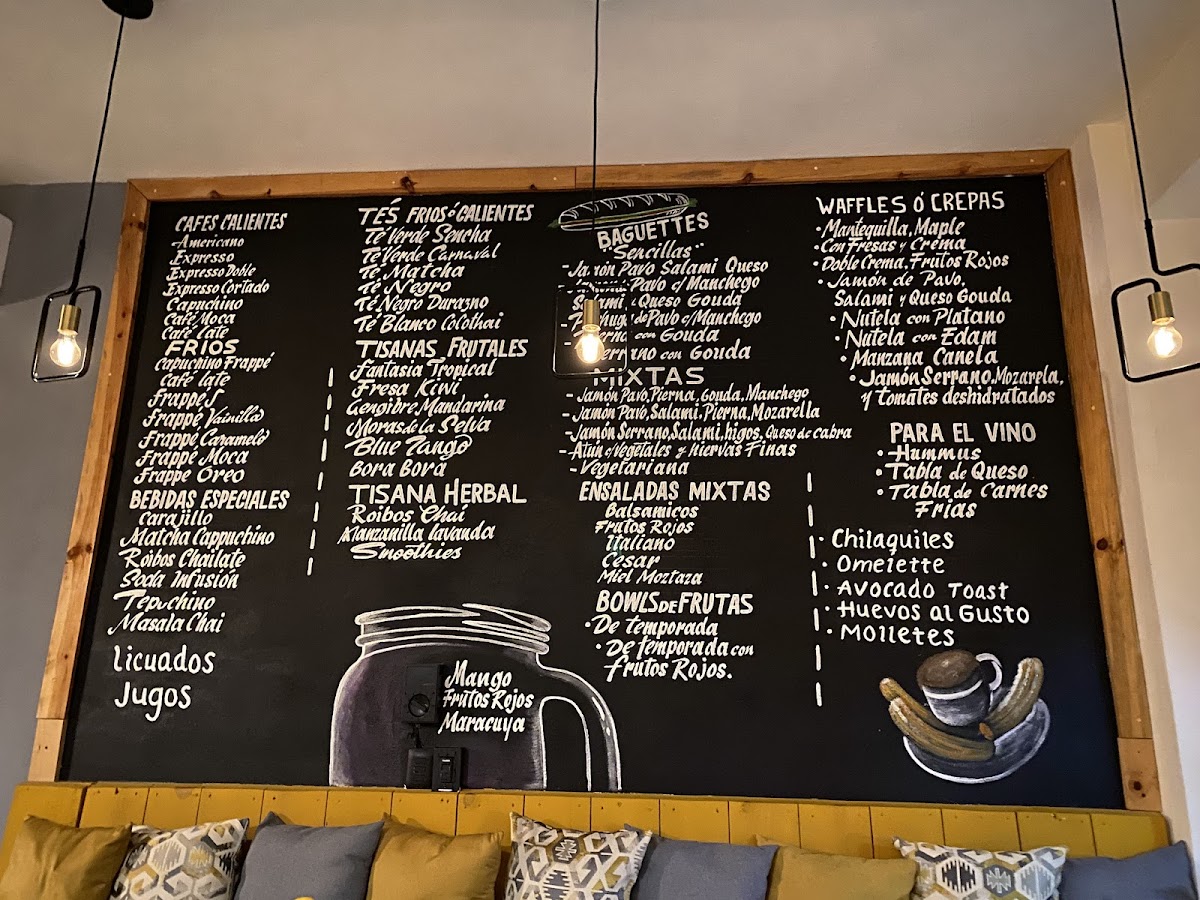 CAFES CALIENTES
Americano
Expresso
Expresso Doble
Expresso Cortado
Capuchino
Café Moca
Café late
FRIOS
Capuchino Frappé
Café late
Frappé S
Frappé Vainilla
Frappé Caramelo
Frappé Moca
Frappé Oreo
BEBIDAS ESPECIALES
Carajillo
Matcha Cappuchino
Roibos Chailate
Soda Infusión
Tepuchino
Masala Chai
Licuados
Jugos
TÉS FRIOS ó CALIENTES
Té Verde Sencha
Té Verde Carnaval
Té Matcha
Té Negro
Té Negro Durazno
Té Blanco Colothai
TISANAS FRUTALES
Fantasia Tropical
Fresa Kiwi
Gengibre Mandarina
Moras de la Selva
Blue Tango
Bora Bora
TISANA HERBAL
Roibos Chai
Manzanilla lavanda
Smoothies
Mango
Frutos Rojos
Maracuya
BAGUETTES
"Sencillas"
- Jamón Pavo Salami Queso
Pavo c/ Manchego
- Salami y Queso Gouda
- de Pavo c/ Manchego
- con Gouda
- con Gouda
MIXTAS
- Jamón Pavo, Pierna, Gouda, Manchego
- Jamón Pavo, Salami, Pierna, Mozarella
- Jamón Serrano, Salami, higos, Queso de cabra
- Atún c/ Vegetales y hiervas Finas
- Vegetariana
ENSALADAS MIXTAS
Balsamicos
Frutos Rojos
Italiano
Cesar
Miel Moztaza
BOWLS DE FRUTAS
• De temporada
• De temporada con
Frutos Rojos.
WAFFLES Ó CREPAS
• Mantequilla, Maple
• Con Fresas y Crema
• Doble Crema, Frutos Rojos
• Jamón de Pavo,
Salami y Queso Gouda
• Nutela con Platano
• Nutela con Edam
• Manzana Canela
• Jamón Serrano, Mozarela,
y tomates deshidratados
PARA EL VINO
• Hummus
• Tabla de Queso
• Tabla de Carnes
Frias
• Chilaquiles
• Omelette
• Avocado Toast
• Huevos al Gusto
• Molletes